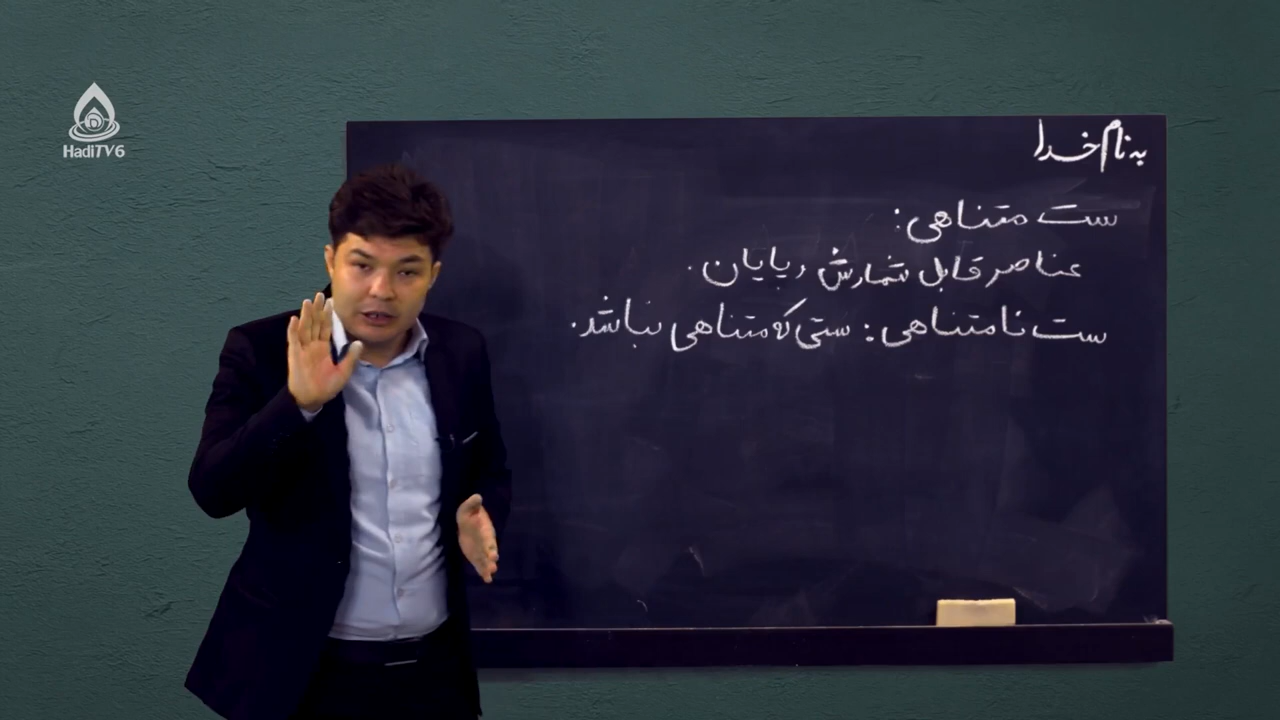 HadiTV6
به نام خدا
ست متناهی:
عناصر قابل شمارش و پایان.
ست نامتناهی: ستی که متناهی نباشد.